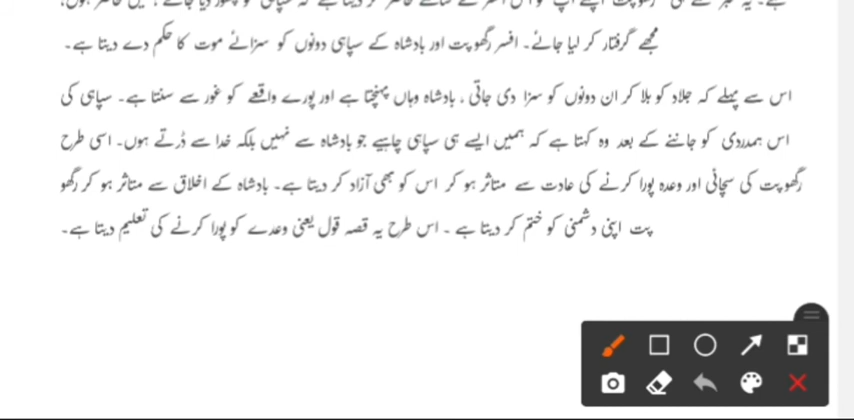 مجھے گرفتار کر لیا جائے۔ افسر رگھوپت اور بادشاہ کے سپاہی دونوں کو سزائے موت کا حکم دے دیتا ہے۔
اس سے پہلے کہ جلاد کو بلا کر ان دونوں کو سزا دی جاتی، بادشاہ وہاں پہنچتا ہے اور پورے واقعے کو غور سے سنتا ہے۔ سپاہی کی
اس ہمدردی کو جاننے کے بعد وہ کہتا ہے کہ ہمیں ایسے ہی سپاہی چاہیے جو بادشاہ سے نہیں بلکہ خدا سے ڈرتے ہوں۔ اسی طرح
رگھوپت کی سچائی اور وعدہ پورا کرنے کی عادت سے متاثر ہو کر اس کو بھی آزاد کر دیتا ہے۔ بادشاہ کے اخلاق سے متاثر ہو کر رگھو
پت اپنی دشمنی کو ختم کر دیتا ہے ۔ اس طرح یہ قصہ قول یعنی وعدے کو پورا کرنے کی تعلیم دیتا ہے۔